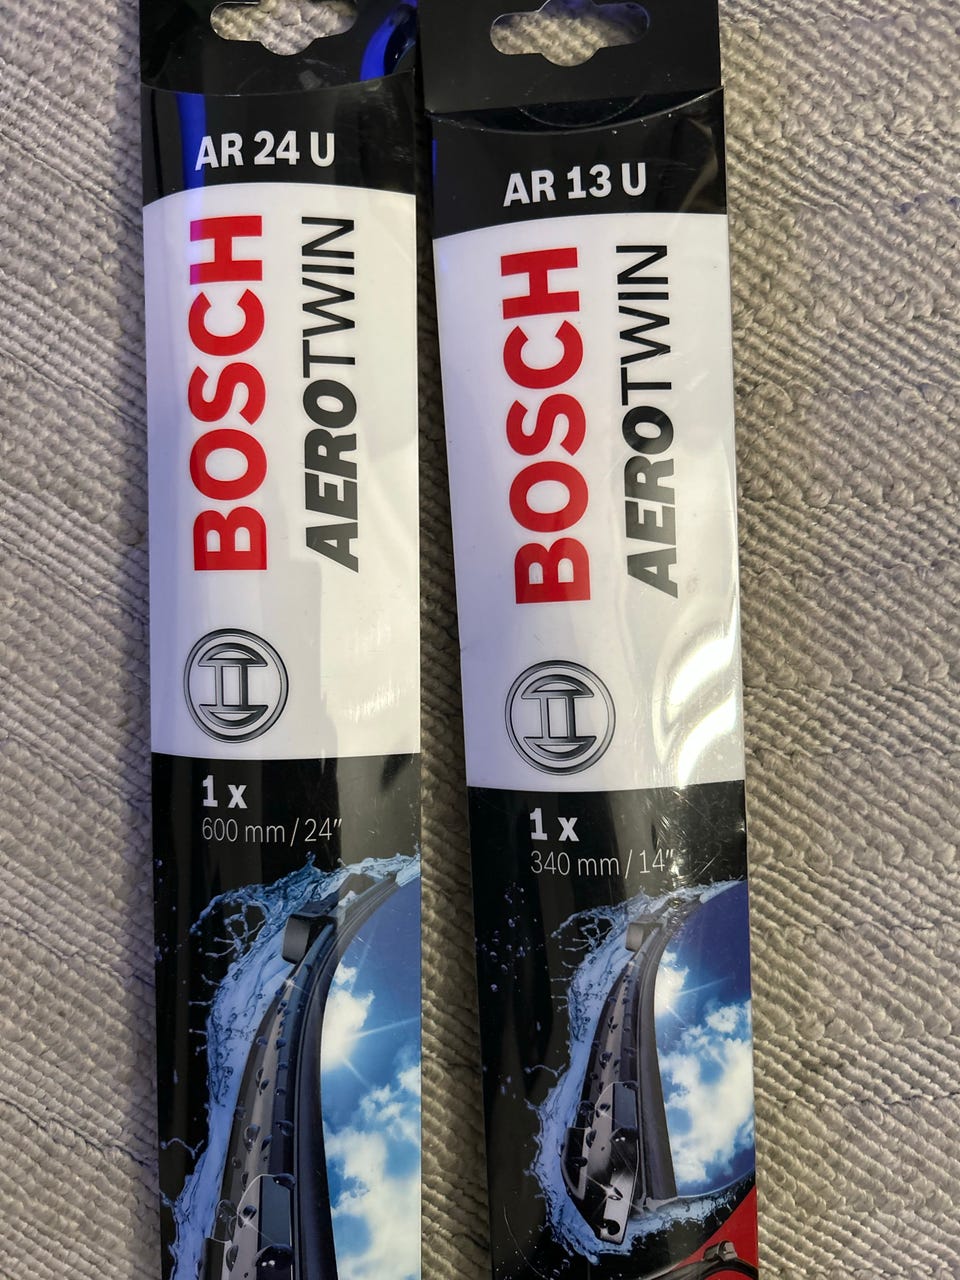 AR 24 U
BOSCH
AEROTWIN
1 x
600 mm / 24"
AR 13 U
BOSCH
AEROTWIN
1 x
340 mm / 14"